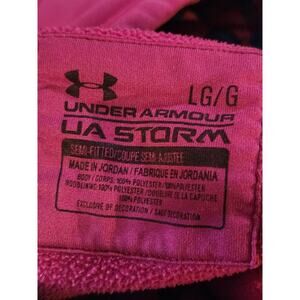 LG/G
UNDER ARMOUR
UA STORM
SEMI-FITTED/COUPE SEMI-AJUSTEE
MADE IN JORDAN / FABRIQUE EN JORDANIA
BODY / CORPS: 100% POLYESTER / 100% POLYESTER
HOOD LINING: 100% POLYESTER / DOUBLURE DE LA CAPUCHE
100% POLYESTER
EXCLUSIVE OF DECORATION / SAUF DECORATION